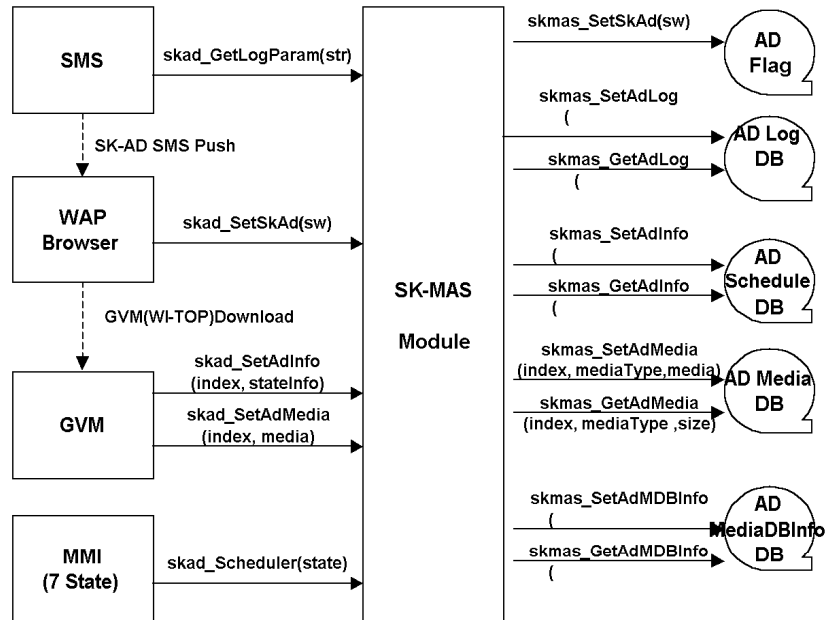 SMS
skad_GetLogParam(str)
SK-AD SMS Push
WAP
Browser
skad_SetSkAd(sw)
GVM(WI-TOP)Download
GVM
skad_SetAdInfo
(index, stateInfo)
skad_SetAdMedia
(index, media)
MMI
(7 State)
skad_Scheduler(state)
SK-MAS
Module
skmas_SetSkAd(sw)
AD
Flag
skmas_SetAdLog
(
skmas_GetAdLog
(
AD Log
DB
skmas_SetAdInfo
(
skmas_GetAdInfo
(
AD
Schedule
DB
skmas_SetAdMedia
(index, mediaType,media)
skmas_GetAdMedia
(index, mediaType ,size)
AD Media
DB
skmas_SetAdMDBInfo
(
skmas_GetAdMDBInfo
(
AD
MediaDBInfo
DB